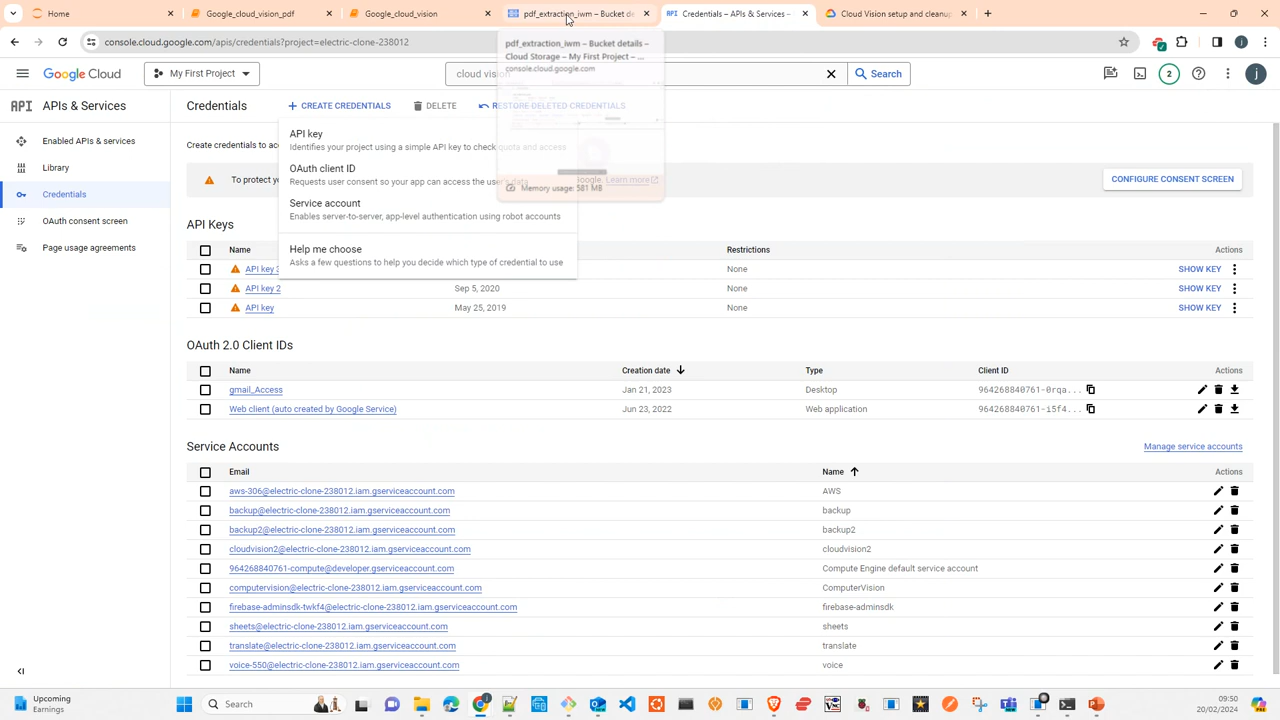 Home
Google_cloud_vision_pdf
Google_cloud_vision
pdf_extraction_iwm – Bucket de
Credentials – APIs & Services –
Cloud Vision setup and cleanup
console.cloud.google.com/apis/credentials?project=electric-clone-238012
pdf_extraction_iwm – Bucket details –
Cloud Storage – My First Project – ...
console.cloud.google.com
Memory usage: 581 MB
Google Cloud
My First Project
cloud vision
Search
2
j
API APIs & Services
Credentials
CREATE CREDENTIALS
DELETE
RESTORE DELETED CREDENTIALS
Enabled APIs & services
Library
Credentials
OAuth consent screen
Page usage agreements
Create credentials to acc
API key
Identifies your project using a simple API key to check quota and access
OAuth client ID
Requests user consent so your app can access the user's data
Service account
Enables server-to-server, app-level authentication using robot accounts
Help me choose
Asks a few questions to help you decide which type of credential to use
To protect yo
Google. Learn more
CONFIGURE CONSENT SCREEN
API Keys
Name
Restrictions
Actions
API key 3
None
SHOW KEY
API key 2
Sep 5, 2020
None
SHOW KEY
API key
May 25, 2019
None
SHOW KEY
OAuth 2.0 Client IDs
Name
Creation date
Type
Client ID
Actions
gmail_Access
Jan 21, 2023
Desktop
964268840761-0rqa...
Web client (auto created by Google Service)
Jun 23, 2022
Web application
964268840761-i5f4...
Service Accounts
Manage service accounts
Email
Name
Actions
aws-306@electric-clone-238012.iam.gserviceaccount.com
AWS
backup@electric-clone-238012.iam.gserviceaccount.com
backup
backup2@electric-clone-238012.iam.gserviceaccount.com
backup2
cloudvision2@electric-clone-238012.iam.gserviceaccount.com
cloudvision2
964268840761-compute@developer.gserviceaccount.com
Compute Engine default service account
computervision@electric-clone-238012.iam.gserviceaccount.com
ComputerVision
firebase-adminsdk-twkf4@electric-clone-238012.iam.gserviceaccount.com
firebase-adminsdk
sheets@electric-clone-238012.iam.gserviceaccount.com
sheets
translate@electric-clone-238012.iam.gserviceaccount.com
translate
voice-550@electric-clone-238012.iam.gserviceaccount.com
voice
Upcoming
Earnings
Search
09:50
20/02/2024